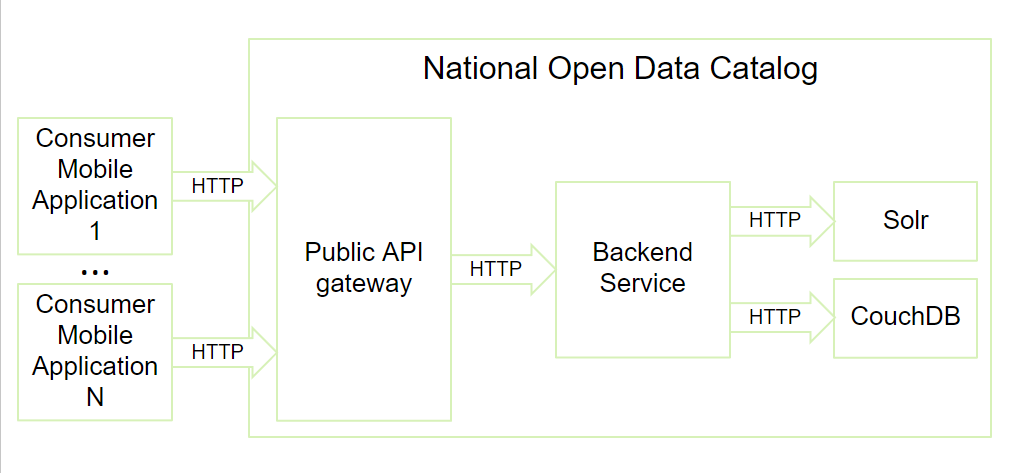 National Open Data Catalog
Consumer
Mobile
Application
1
HTTP
...
Consumer
Mobile
Application
N
HTTP
Public API
gateway
HTTP
Backend
Service
HTTP
Solr
HTTP
CouchDB